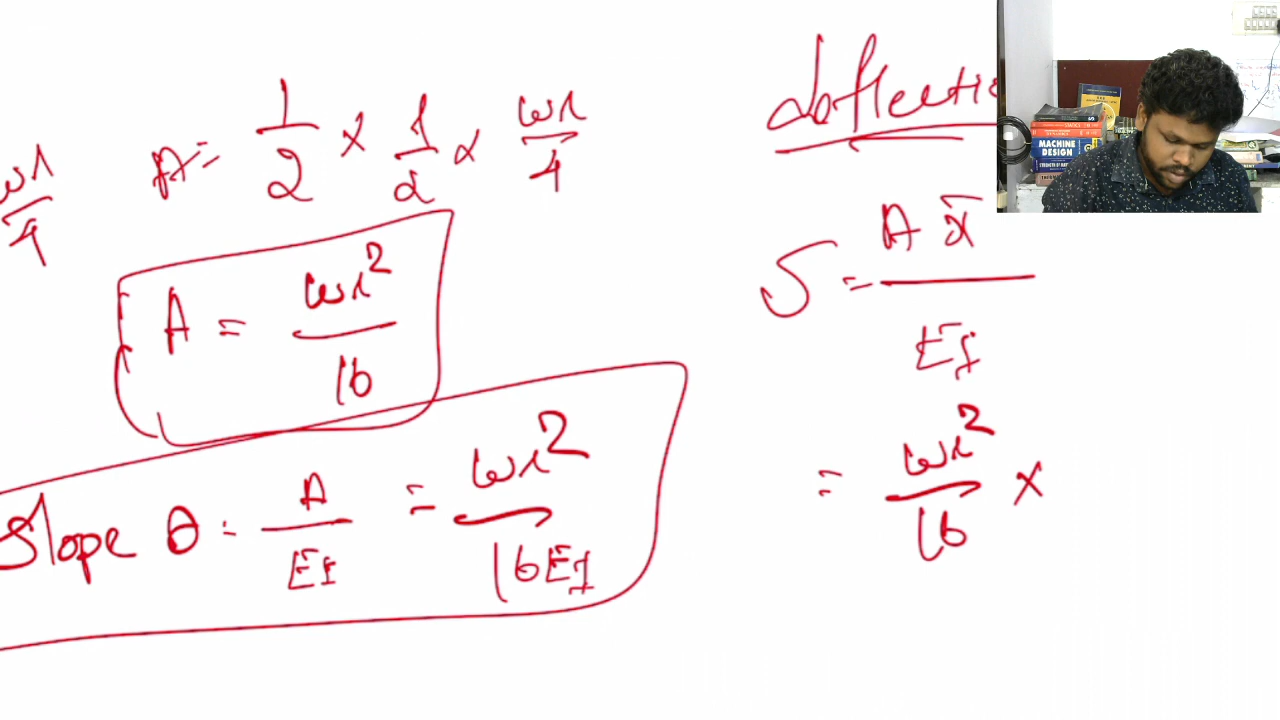 wl/4
A = 1/2 × l/2 × wl/4
A = wl²/16
Slope θ = A/EI = wl²/16EI
deflectio
δ = A x̄ / EI
= wl²/16 ×
MACHINE
DESIGN